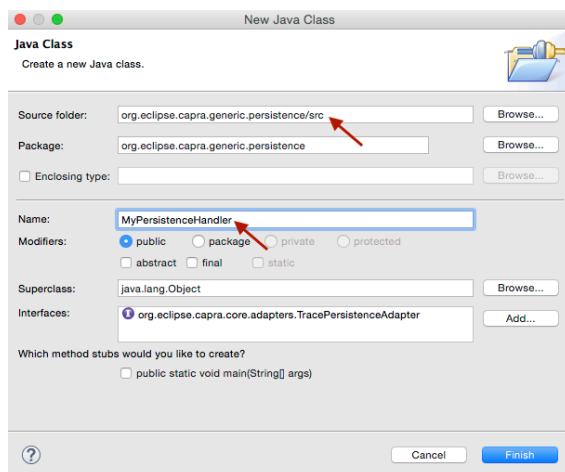 New Java Class
Java Class
Create a new Java class.
Source folder: org.eclipse.capra.generic.persistence/src Browse...
Package: org.eclipse.capra.generic.persistence Browse...
Enclosing type: Browse...
Name: MyPersistenceHandler
Modifiers: public package private protected
abstract final static
Superclass: java.lang.Object Browse...
Interfaces: I org.eclipse.capra.core.adapters.TracePersistenceAdapter Add...
Which method stubs would you like to create?
public static void main(String[] args)
? Cancel Finish